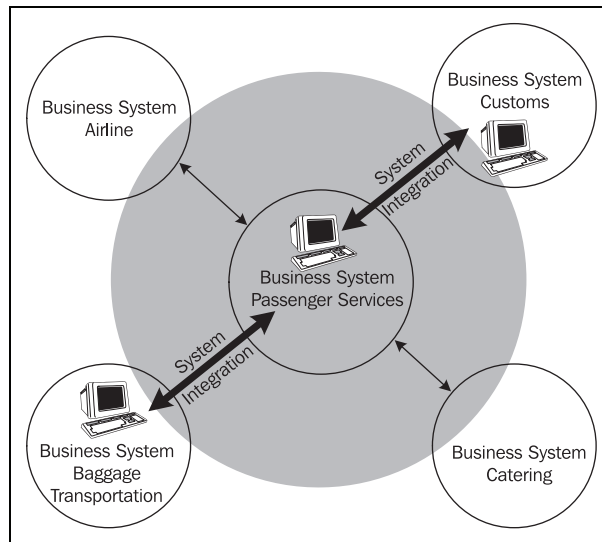 Business System
Airline
Business System
Customs
System
Integration
Business System
Passenger Services
System
Integration
Business System
Baggage
Transportation
Business System
Catering